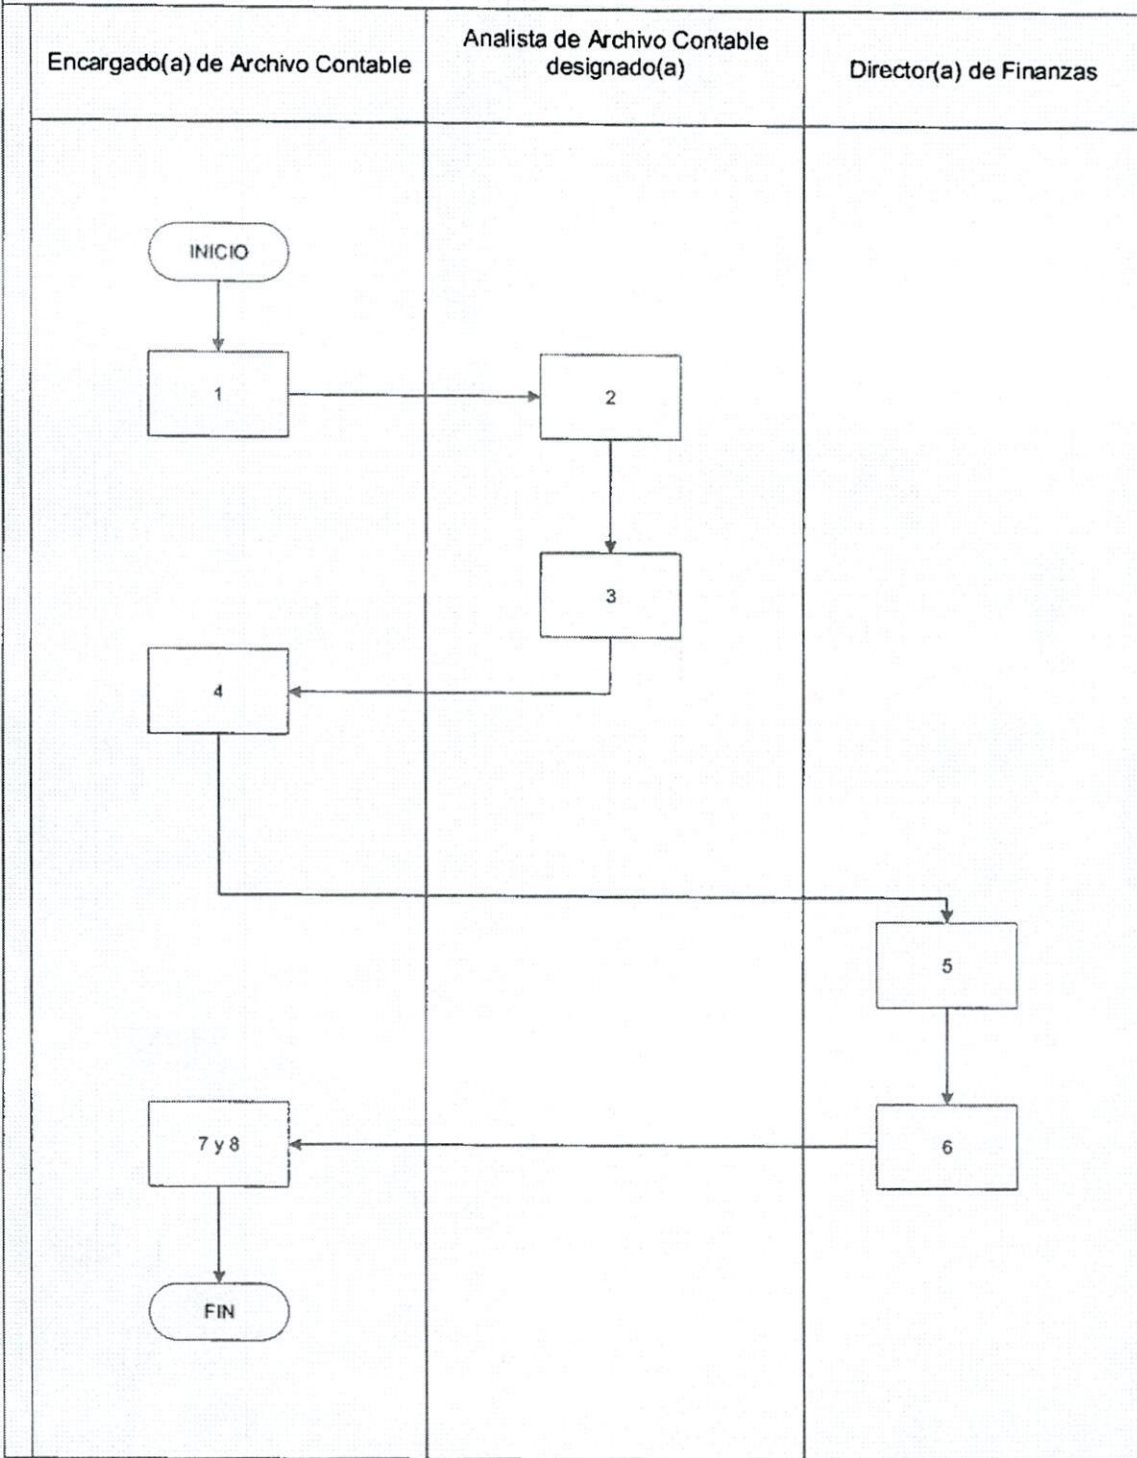 Encargado(a) de Archivo Contable
Analista de Archivo Contable
designado(a)
Director(a) de Finanzas
INICIO
1
2
3
4
5
6
7 y 8
FIN